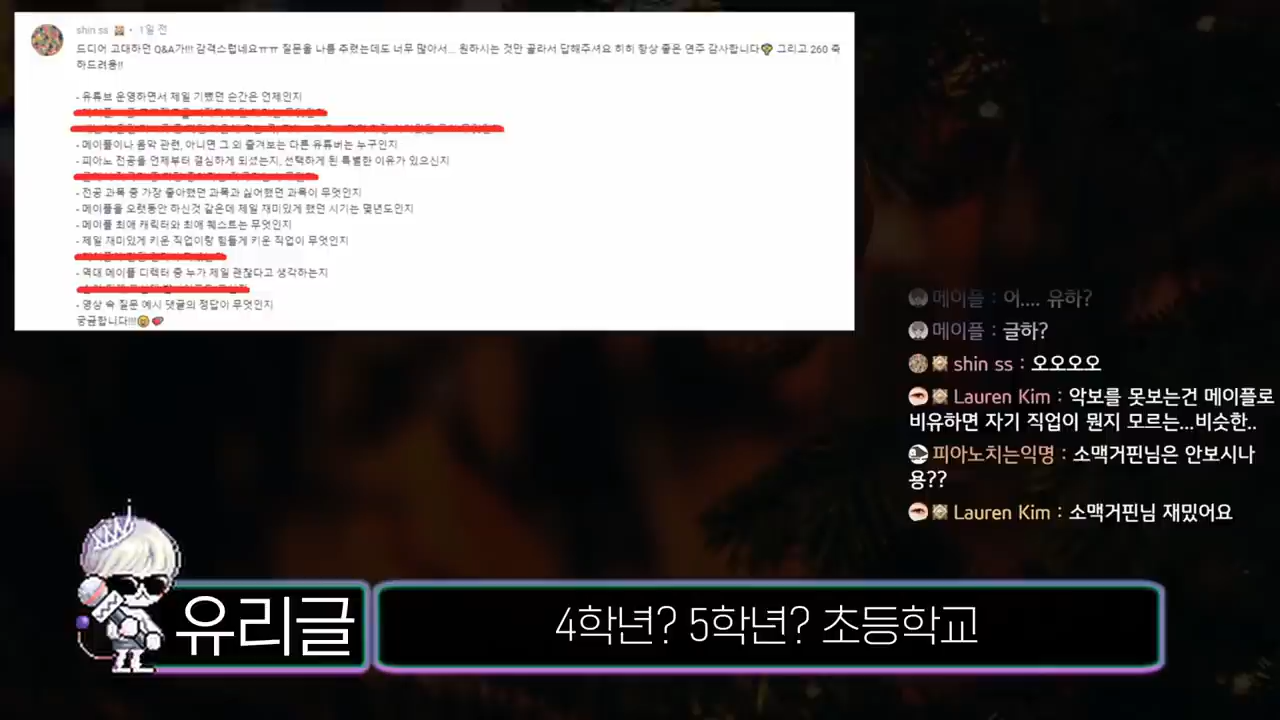 shin ss • 1일 전
드디어 고대하던 Q&A가!!! 감격스럽네요ㅠㅠ 질문을 나름 추렸는데도 너무 많아서... 원하시는 것만 골라서 답해주셔요 히히 항상 좋은 연주 감사합니다 그리고 260 축
하드려용!!
- 유튜브 운영하면서 제일 기뻤던 순간은 언제인지
- 메이플이나 음악 관련, 아니면 그 외 즐겨보는 다른 유튜버는 누구인지
- 피아노 전공을 언제부터 결심하게 되셨는지, 선택하게 된 특별한 이유가 있으신지
- 전공 과목 중 가장 좋아했던 과목과 싫어했던 과목이 무엇인지
- 메이플을 오랫동안 하신것 같은데 제일 재미있게 했던 시기는 몇년도인지
- 메이플 최애 캐릭터와 최애 퀘스트는 무엇인지
- 제일 재미있게 키운 직업이랑 힘들게 키운 직업이 무엇인지
- 역대 메이플 디렉터 중 누가 제일 괜찮다고 생각하는지
- 영상 속 질문 예시 댓글의 정답이 무엇인지
궁금합니다!!!
메이플 : 어.... 유하?
메이플 : 글하?
shin ss : 오오오오
Lauren Kim : 악보를 못보는건 메이플로
비유하면 자기 직업이 뭔지 모르는...비슷한..
피아노치는익명 : 소맥거핀님은 안보시나
용??
Lauren Kim : 소맥거핀님 재밌어요
유리글
4학년? 5학년? 초등학교